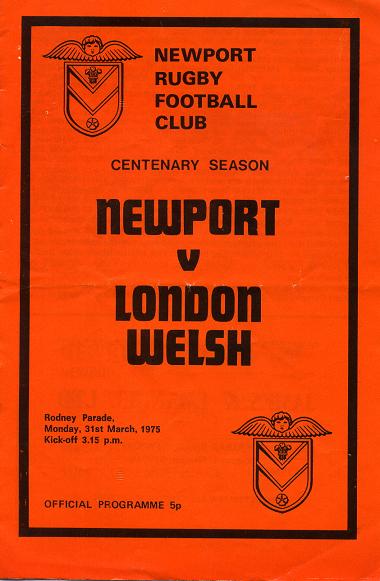 NEWPORT
RUGBY
FOOTBALL
CLUB
CENTENARY SEASON
NEWPORT
V
LONDON
WELSH
Rodney Parade,
Monday, 31st March, 1975
Kick-off 3.15 p.m.
OFFICIAL PROGRAMME 5p